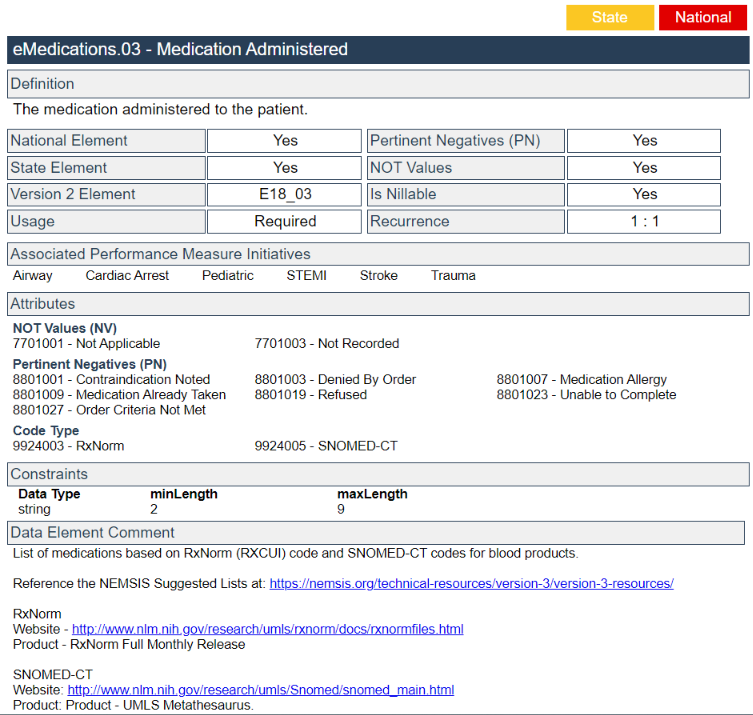 State National
eMedications.03 - Medication Administered
Definition
The medication administered to the patient.
National Element Yes Pertinent Negatives (PN) Yes
State Element Yes NOT Values Yes
Version 2 Element E18_03 Is Nillable Yes
Usage Required Recurrence 1 : 1
Associated Performance Measure Initiatives
Airway Cardiac Arrest Pediatric STEMI Stroke Trauma
Attributes
NOT Values (NV)
7701001 - Not Applicable 7701003 - Not Recorded
Pertinent Negatives (PN)
8801001 - Contraindication Noted 8801003 - Denied By Order 8801007 - Medication Allergy
8801009 - Medication Already Taken 8801019 - Refused 8801023 - Unable to Complete
8801027 - Order Criteria Not Met
Code Type
9924003 - RxNorm 9924005 - SNOMED-CT
Constraints
Data Type minLength maxLength
string 2 9
Data Element Comment
List of medications based on RxNorm (RXCUI) code and SNOMED-CT codes for blood products.
Reference the NEMSIS Suggested Lists at: https://nemsis.org/technical-resources/version-3/version-3-resources/
RxNorm
Website - http://www.nlm.nih.gov/research/umls/rxnorm/docs/rxnormfiles.html
Product - RxNorm Full Monthly Release
SNOMED-CT
Website: http://www.nlm.nih.gov/research/umls/Snomed/snomed_main.html
Product: Product - UMLS Metathesaurus.